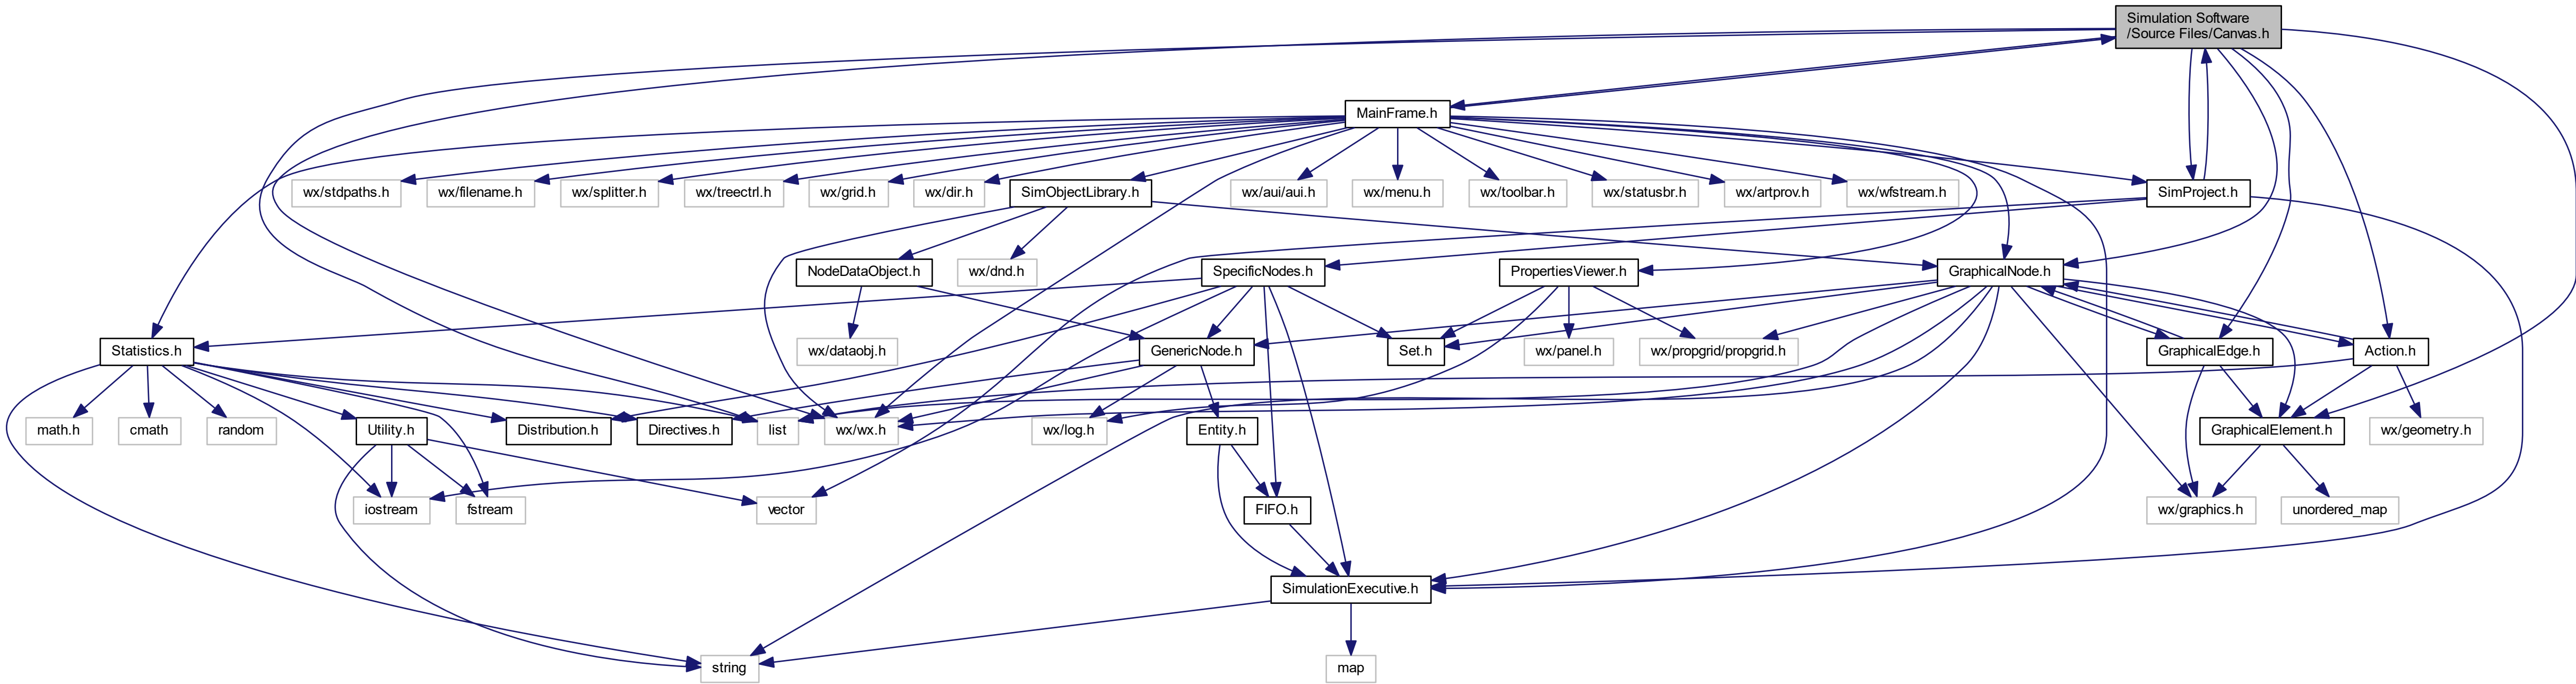 Simulation Software
/Source Files/Canvas.h
MainFrame.h
wx/stdpaths.h
wx/filename.h
wx/splitter.h
wx/treectrl.h
wx/grid.h
wx/dir.h
SimObjectLibrary.h
wx/aui/aui.h
wx/menu.h
wx/toolbar.h
wx/statusbr.h
wx/artprov.h
wx/wfstream.h
SimProject.h
NodeDataObject.h
wx/dnd.h
SpecificNodes.h
PropertiesViewer.h
GraphicalNode.h
Statistics.h
wx/dataobj.h
GenericNode.h
Set.h
wx/panel.h
wx/propgrid/propgrid.h
GraphicalEdge.h
Action.h
math.h
cmath
random
Utility.h
Distribution.h
Directives.h
list
wx/wx.h
wx/log.h
Entity.h
GraphicalElement.h
wx/geometry.h
iostream
fstream
vector
FIFO.h
wx/graphics.h
unordered_map
SimulationExecutive.h
string
map